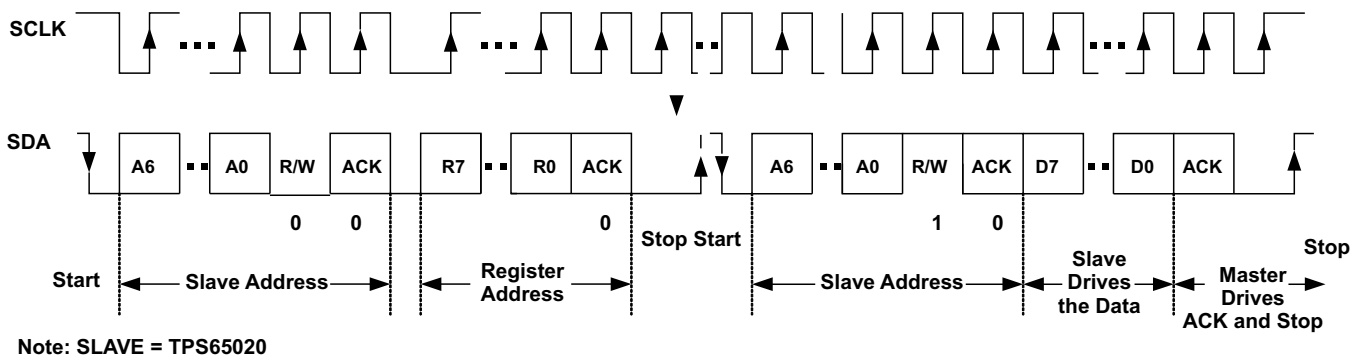 SCLK
SDA
A6
A0
R/W
ACK
R7
R0
ACK
A6
A0
R/W
ACK
D7
D0
ACK
0
0
0
Stop Start
1
0
Start
Slave Address
Register
Address
Slave Address
Slave
Drives
the Data
Master
Drives
ACK and Stop
Stop
Note: SLAVE = TPS65020